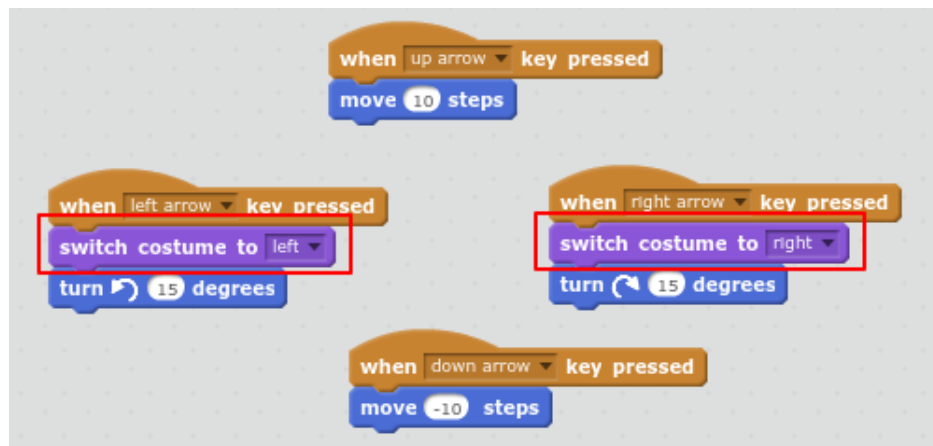 when up arrow key pressed
move 10 steps
when left arrow key pressed
switch costume to left
turn 15 degrees
when right arrow key pressed
switch costume to right
turn 15 degrees
when down arrow key pressed
move -10 steps